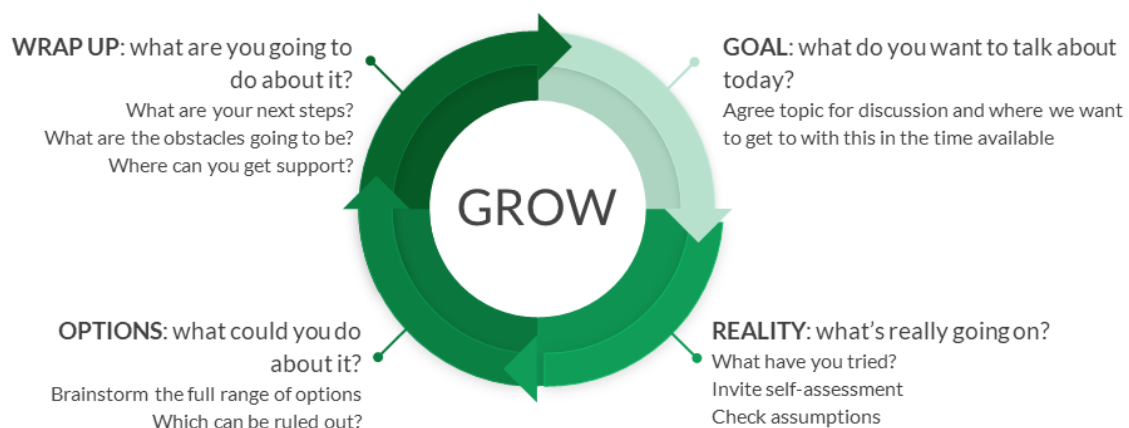 WRAP UP: what are you going to
do about it?
What are your next steps?
What are the obstacles going to be?
Where can you get support?
GOAL: what do you want to talk about
today?
Agree topic for discussion and where we want
to get to with this in the time available
GROW
OPTIONS: what could you do
about it?
Brainstorm the full range of options
Which can be ruled out?
REALITY: what's really going on?
What have you tried?
Invite self-assessment
Check assumptions